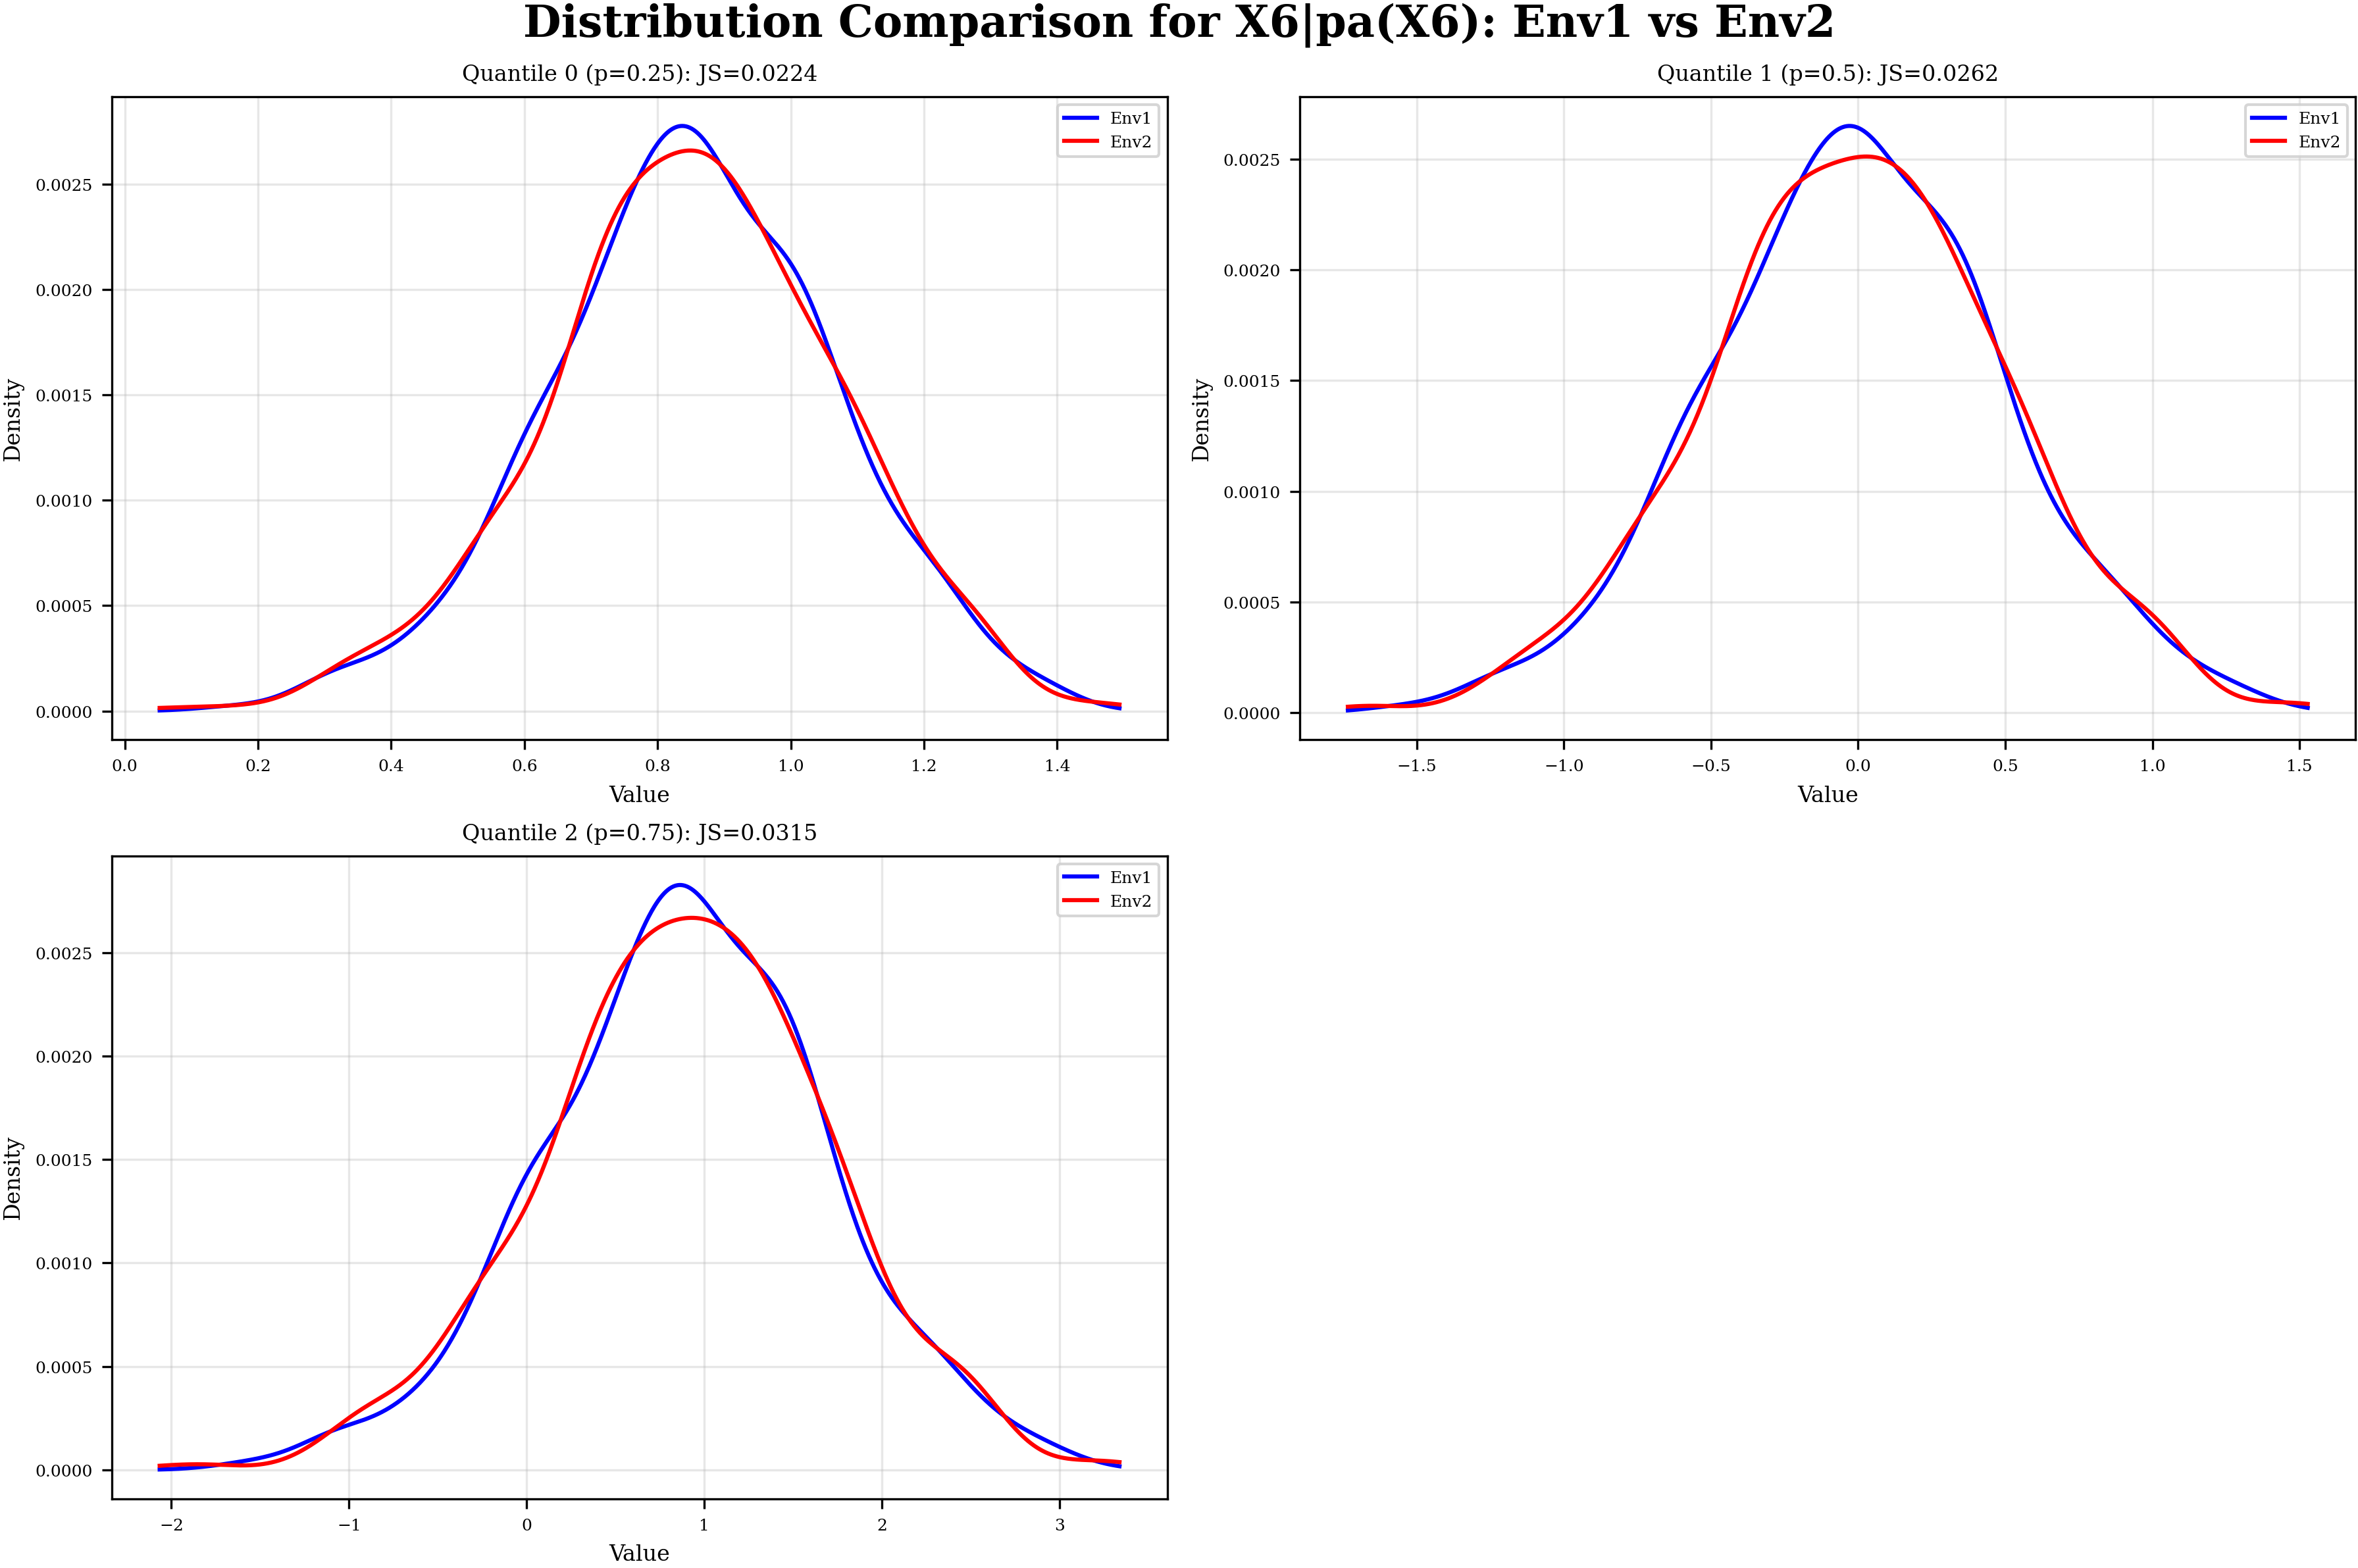 Distribution Comparison for X6|pa(X6): Env1 vs Env2
Quantile 0 (p=0.25): JS=0.0224
Env1
Env2
0.0025
0.0020
0.0015
0.0010
0.0005
0.0000
Density
0.0 0.2 0.4 0.6 0.8 1.0 1.2 1.4
Value
Quantile 1 (p=0.5): JS=0.0262
Env1
Env2
0.0025
0.0020
0.0015
0.0010
0.0005
0.0000
Density
−1.5 −1.0 −0.5 0.0 0.5 1.0 1.5
Value
Quantile 2 (p=0.75): JS=0.0315
Env1
Env2
0.0025
0.0020
0.0015
0.0010
0.0005
0.0000
Density
−2 −1 0 1 2 3
Value